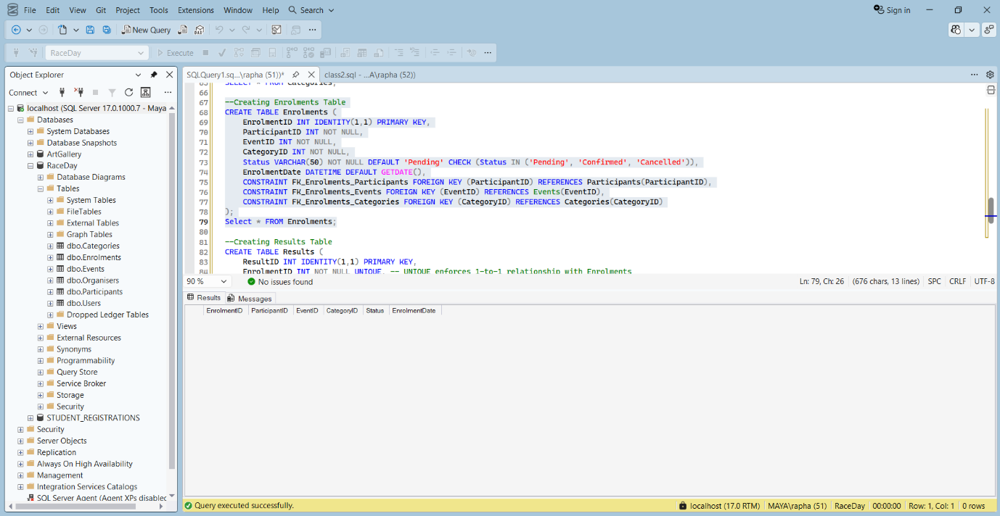 File Edit View Git Project Tools Extensions Window Help Search Sign in
New Query DAX
RaceDay Execute
Object Explorer
Connect
localhost (SQL Server 17.0.1000.7 - Maya
Databases
System Databases
Database Snapshots
ArtGallery
RaceDay
Database Diagrams
Tables
System Tables
FileTables
External Tables
Graph Tables
dbo.Categories
dbo.Enrolments
dbo.Events
dbo.Organisers
dbo.Participants
dbo.Users
Dropped Ledger Tables
Views
External Resources
Synonyms
Programmability
Query Store
Service Broker
Storage
Security
STUDENT_REGISTRATIONS
Security
Server Objects
Replication
Always On High Availability
Management
Integration Services Catalogs
SQL Server Agent (Agent XPs disabled
SQLQuery1.sq...\rapha (51))* class2.sql - ...A\rapha (52))
65 SELECT * FROM Categories;
66
67 --Creating Enrolments Table
68 CREATE TABLE Enrolments (
69 EnrolmentID INT IDENTITY(1,1) PRIMARY KEY,
70 ParticipantID INT NOT NULL,
71 EventID INT NOT NULL,
72 CategoryID INT NOT NULL,
73 Status VARCHAR(50) NOT NULL DEFAULT 'Pending' CHECK (Status IN ('Pending', 'Confirmed', 'Cancelled')),
74 EnrolmentDate DATETIME DEFAULT GETDATE(),
75 CONSTRAINT FK_Enrolments_Participants FOREIGN KEY (ParticipantID) REFERENCES Participants(ParticipantID),
76 CONSTRAINT FK_Enrolments_Events FOREIGN KEY (EventID) REFERENCES Events(EventID),
77 CONSTRAINT FK_Enrolments_Categories FOREIGN KEY (CategoryID) REFERENCES Categories(CategoryID)
78 );
79 Select * FROM Enrolments;
80
81 --Creating Results Table
82 CREATE TABLE Results (
83 ResultID INT IDENTITY(1,1) PRIMARY KEY,
84 EnrolmentID INT NOT NULL UNIQUE, -- UNIQUE enforces 1-to-1 relationship with Enrolments
90 % No issues found Ln: 79, Ch: 26 (676 chars, 13 lines) SPC CRLF UTF-8
Results Messages
EnrolmentID ParticipantID EventID CategoryID Status EnrolmentDate
Query executed successfully. localhost (17.0 RTM) MAYA\rapha (51) RaceDay 00:00:00 Row: 1, Col: 1 0 rows